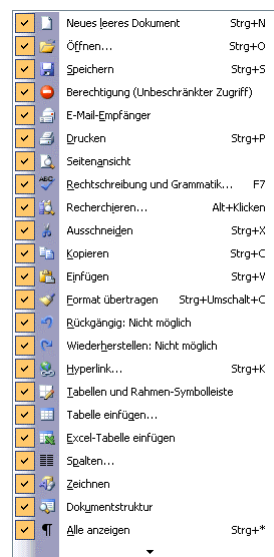 Neues leeres Dokument Strg+N
Öffnen... Strg+O
Speichern Strg+S
Berechtigung (Unbeschränkter Zugriff)
E-Mail-Empfänger
Drucken Strg+P
Seitenansicht
Rechtschreibung und Grammatik... F7
Recherchieren... Alt+Klicken
Ausschneiden Strg+X
Kopieren Strg+C
Einfügen Strg+V
Format übertragen Strg+Umschalt+C
Rückgängig: Nicht möglich
Wiederherstellen: Nicht möglich
Hyperlink... Strg+K
Tabellen und Rahmen-Symbolleiste
Tabelle einfügen...
Excel-Tabelle einfügen
Spalten...
Zeichnen
Dokumentstruktur
Alle anzeigen Strg+*